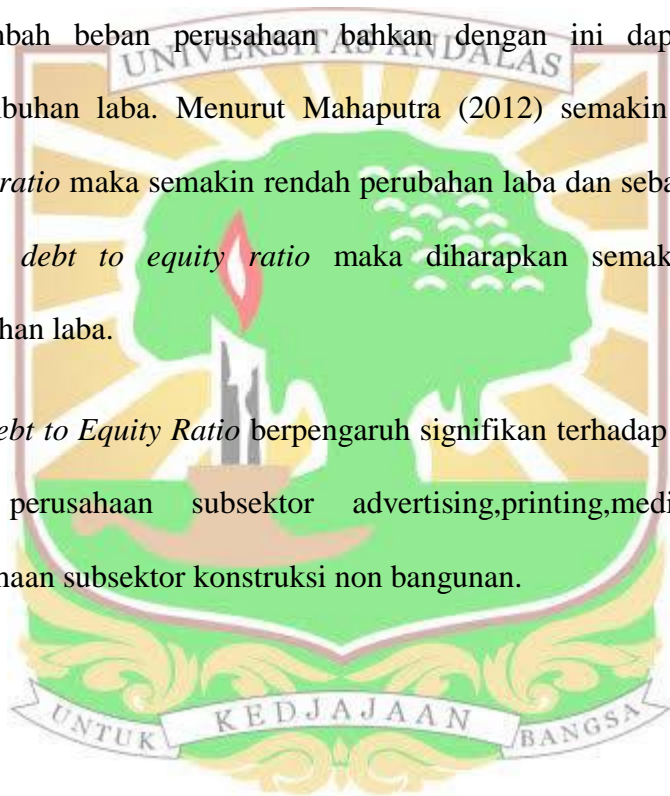 mbah beban perusahaan bahkan dengan ini dap
UNIVERSITAS ANDALAS
buhan laba. Menurut Mahaputra (2012) semakin
ratio maka semakin rendah perubahan laba dan seba
debt to equity ratio maka diharapkan semak
han laba.
ebt to Equity Ratio berpengaruh signifikan terhadap
perusahaan subsektor advertising,printing,medi
haan subsektor konstruksi non bangunan.
UNTUK KEDJAJAAN BANGSA